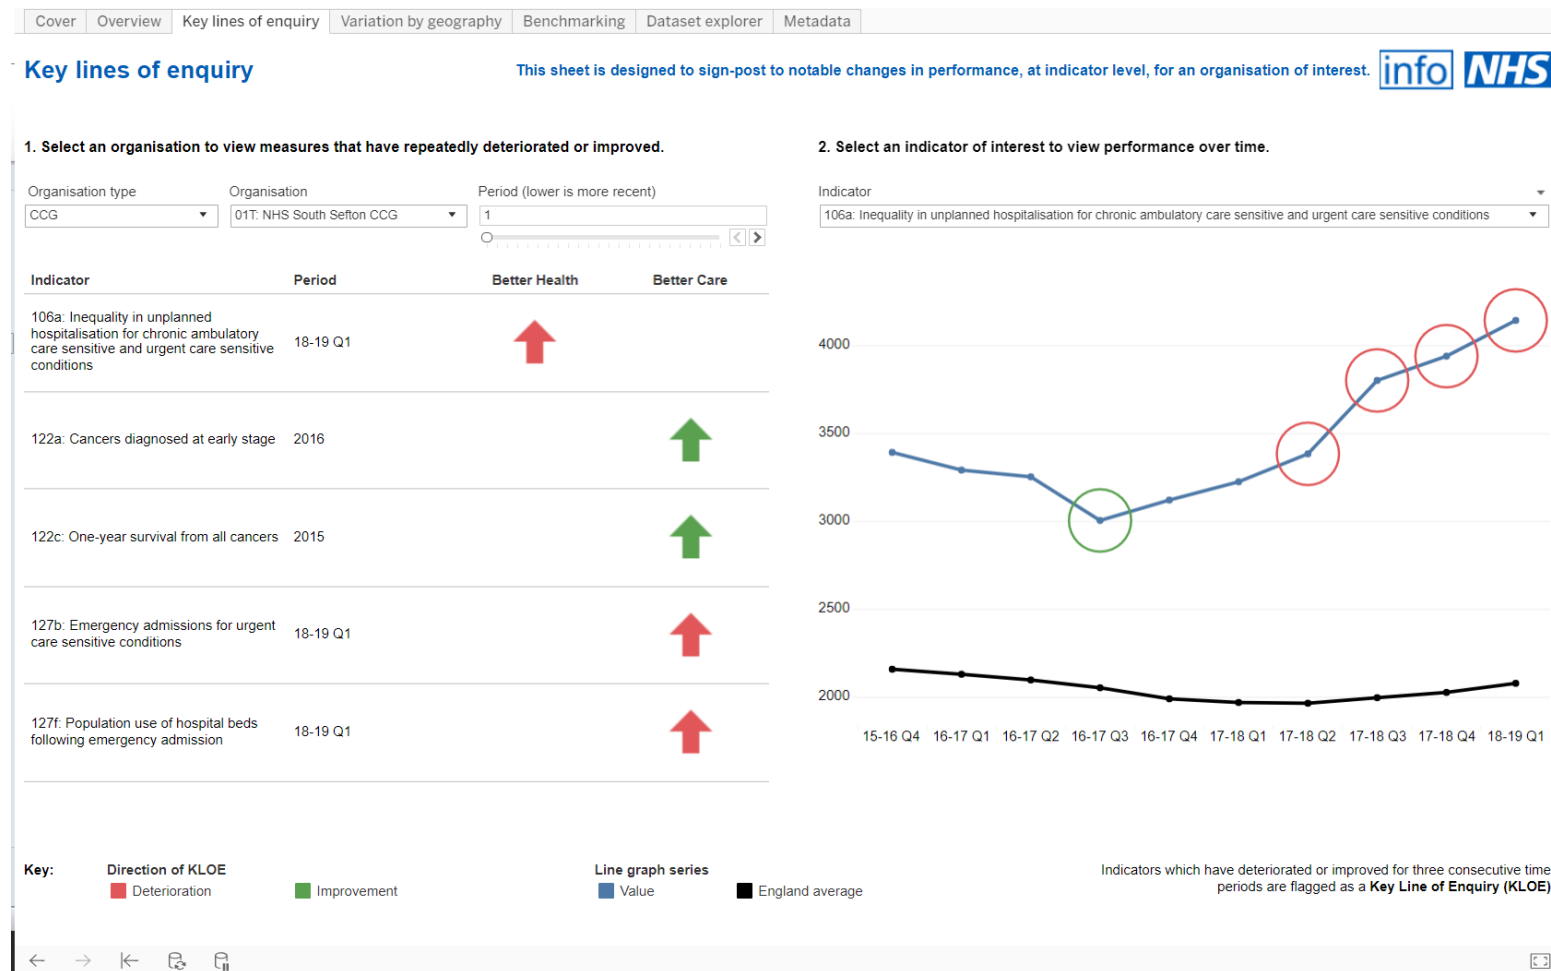 Cover Overview Key lines of enquiry Variation by geography Benchmarking Dataset explorer Metadata
Key lines of enquiry
This sheet is designed to sign-post to notable changes in performance, at indicator level, for an organisation of interest.
info NHS
1. Select an organisation to view measures that have repeatedly deteriorated or improved.
Organisation type Organisation Period (lower is more recent)
CCG 01T: NHS South Sefton CCG 1
Indicator Period Better Health Better Care
106a: Inequality in unplanned
hospitalisation for chronic ambulatory
care sensitive and urgent care sensitive
conditions
18-19 Q1
122a: Cancers diagnosed at early stage 2016
122c: One-year survival from all cancers 2015
127b: Emergency admissions for urgent
care sensitive conditions
18-19 Q1
127f: Population use of hospital beds
following emergency admission
18-19 Q1
2. Select an indicator of interest to view performance over time.
Indicator
106a: Inequality in unplanned hospitalisation for chronic ambulatory care sensitive and urgent care sensitive conditions
4000
3500
3000
2500
2000
15-16 Q4 16-17 Q1 16-17 Q2 16-17 Q3 16-17 Q4 17-18 Q1 17-18 Q2 17-18 Q3 17-18 Q4 18-19 Q1
Key: Direction of KLOE
Deterioration Improvement
Line graph series
Value England average
Indicators which have deteriorated or improved for three consecutive time
periods are flagged as a Key Line of Enquiry (KLOE)